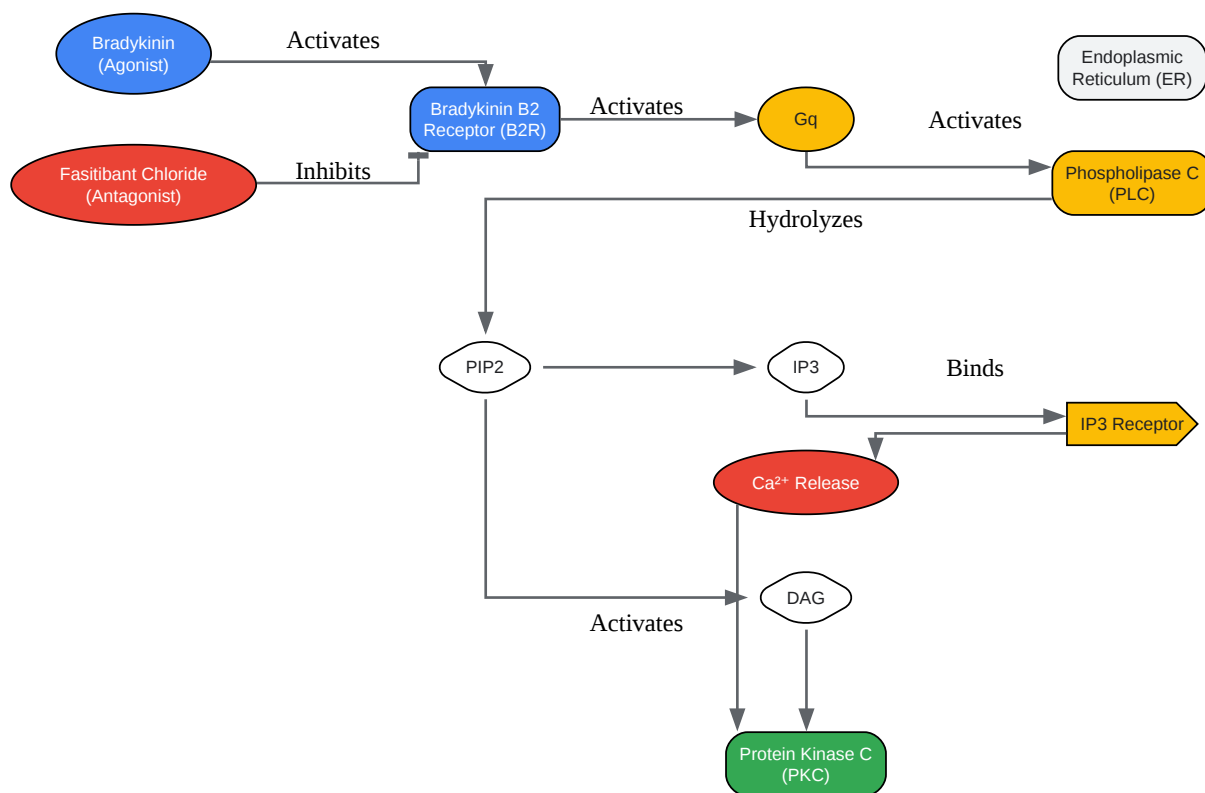 Bradykinin
(Agonist)
Activates
Endoplasmic
Reticulum (ER)
Bradykinin B2
Receptor (B2R)
Activates
Gq
Activates
Fasitibant Chloride
(Antagonist)
Inhibits
Phospholipase C
(PLC)
Hydrolyzes
PIP2
IP3
Binds
IP3 Receptor
Ca²⁺ Release
DAG
Activates
Protein Kinase C
(PKC)